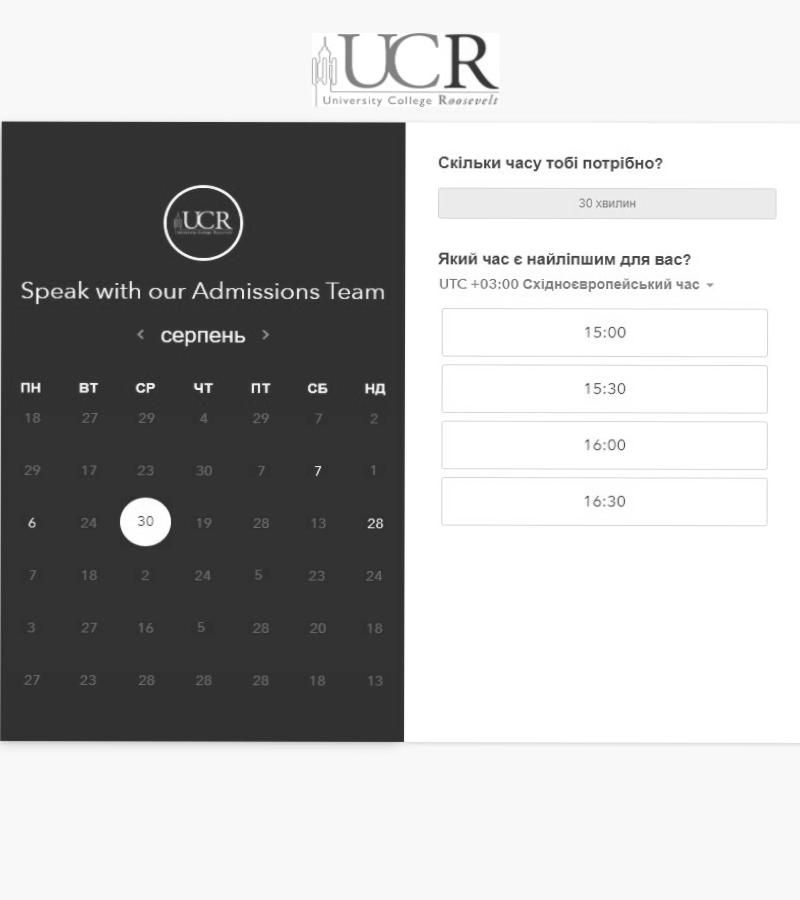 UCR
University College Roosevelt
UCR
Speak with our Admissions Team
серпень
ПН ВТ СР ЧТ ПТ СБ НД
18 27 29 4 29 7 2
29 17 23 30 7 7 1
6 24 30 19 28 13 28
7 18 2 24 5 23 24
3 27 16 5 28 20 18
27 23 28 28 28 18 13
Скільки часу тобі потрібно?
30 хвилин
Який час є найліпшим для вас?
UTC +03:00 Східноєвропейський час
15:00
15:30
16:00
16:30